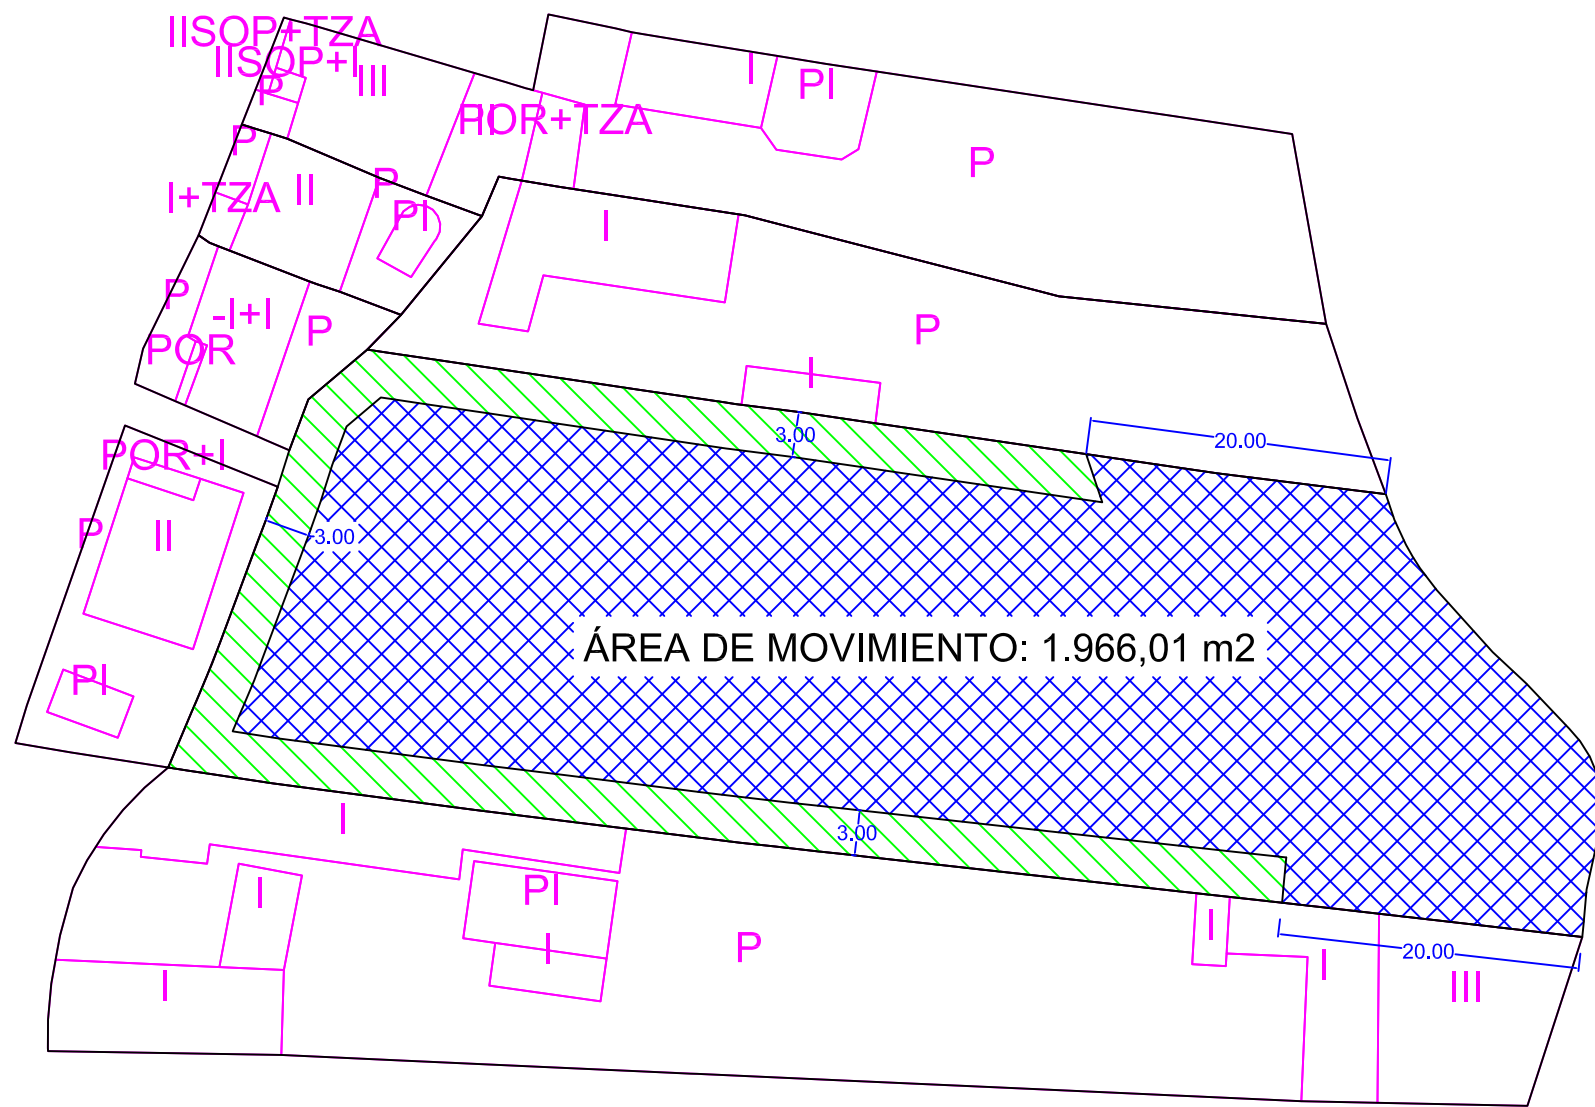 IISOP+TZA
IISOP+I
III
P
I
PI
II
POR+TZA
P
P
P
II
I+TZA
PI
I
P
-I+I
P
POR
P
I
3.00
20.00
POR+I
P
II
3.00
ÁREA DE MOVIMIENTO: 1.966,01 m2
PI
I
3.00
I
PI
I
P
I
20.00
I
I
III